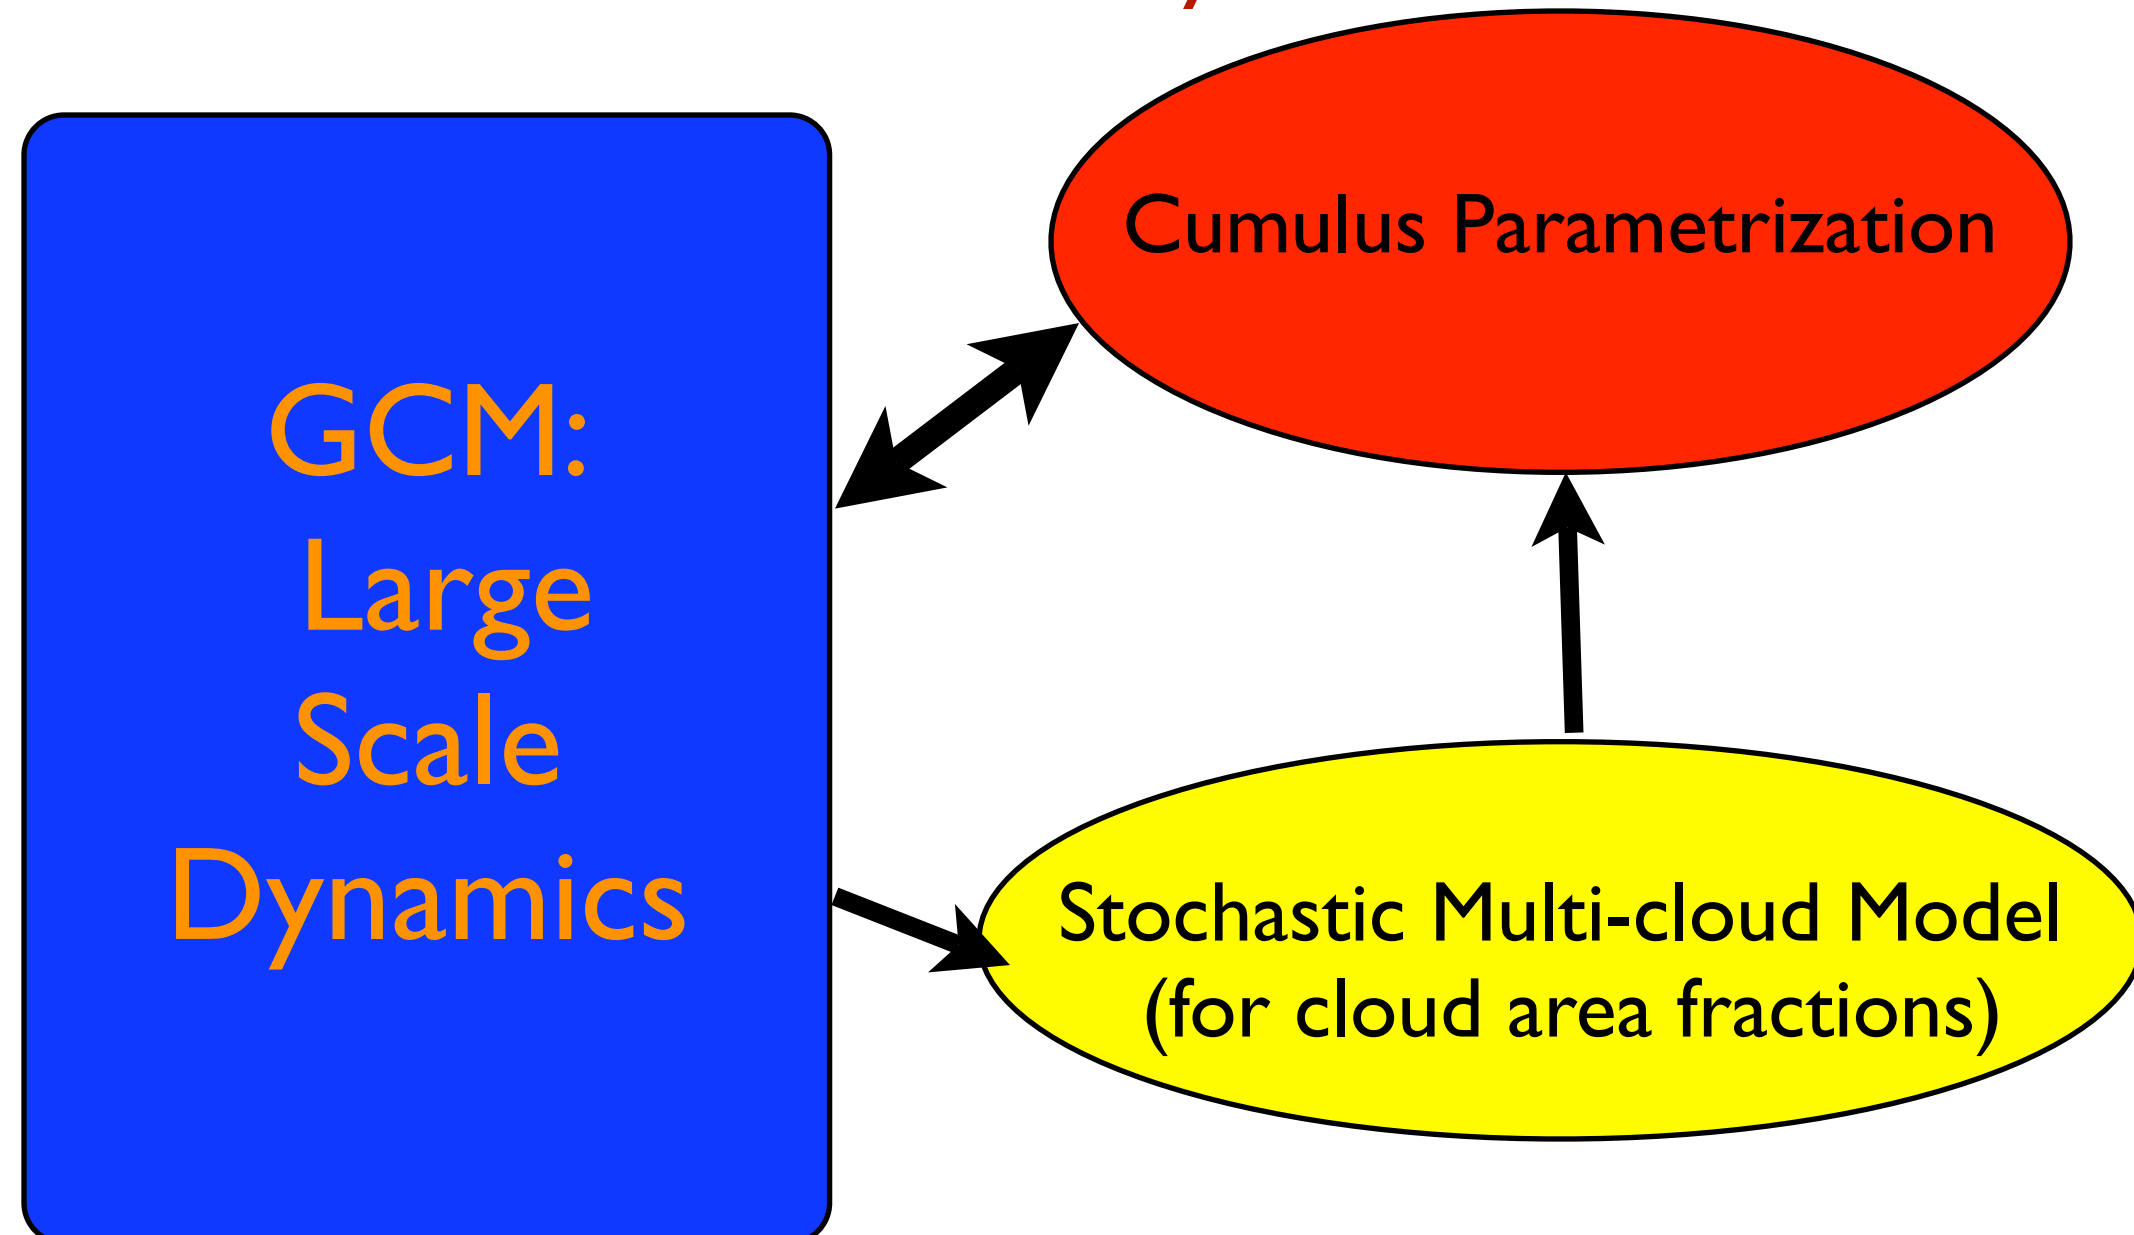 GCM:
Large
Scale
Dynamics
Cumulus Parametrization
Stochastic Multi-cloud Model
(for cloud area fractions)